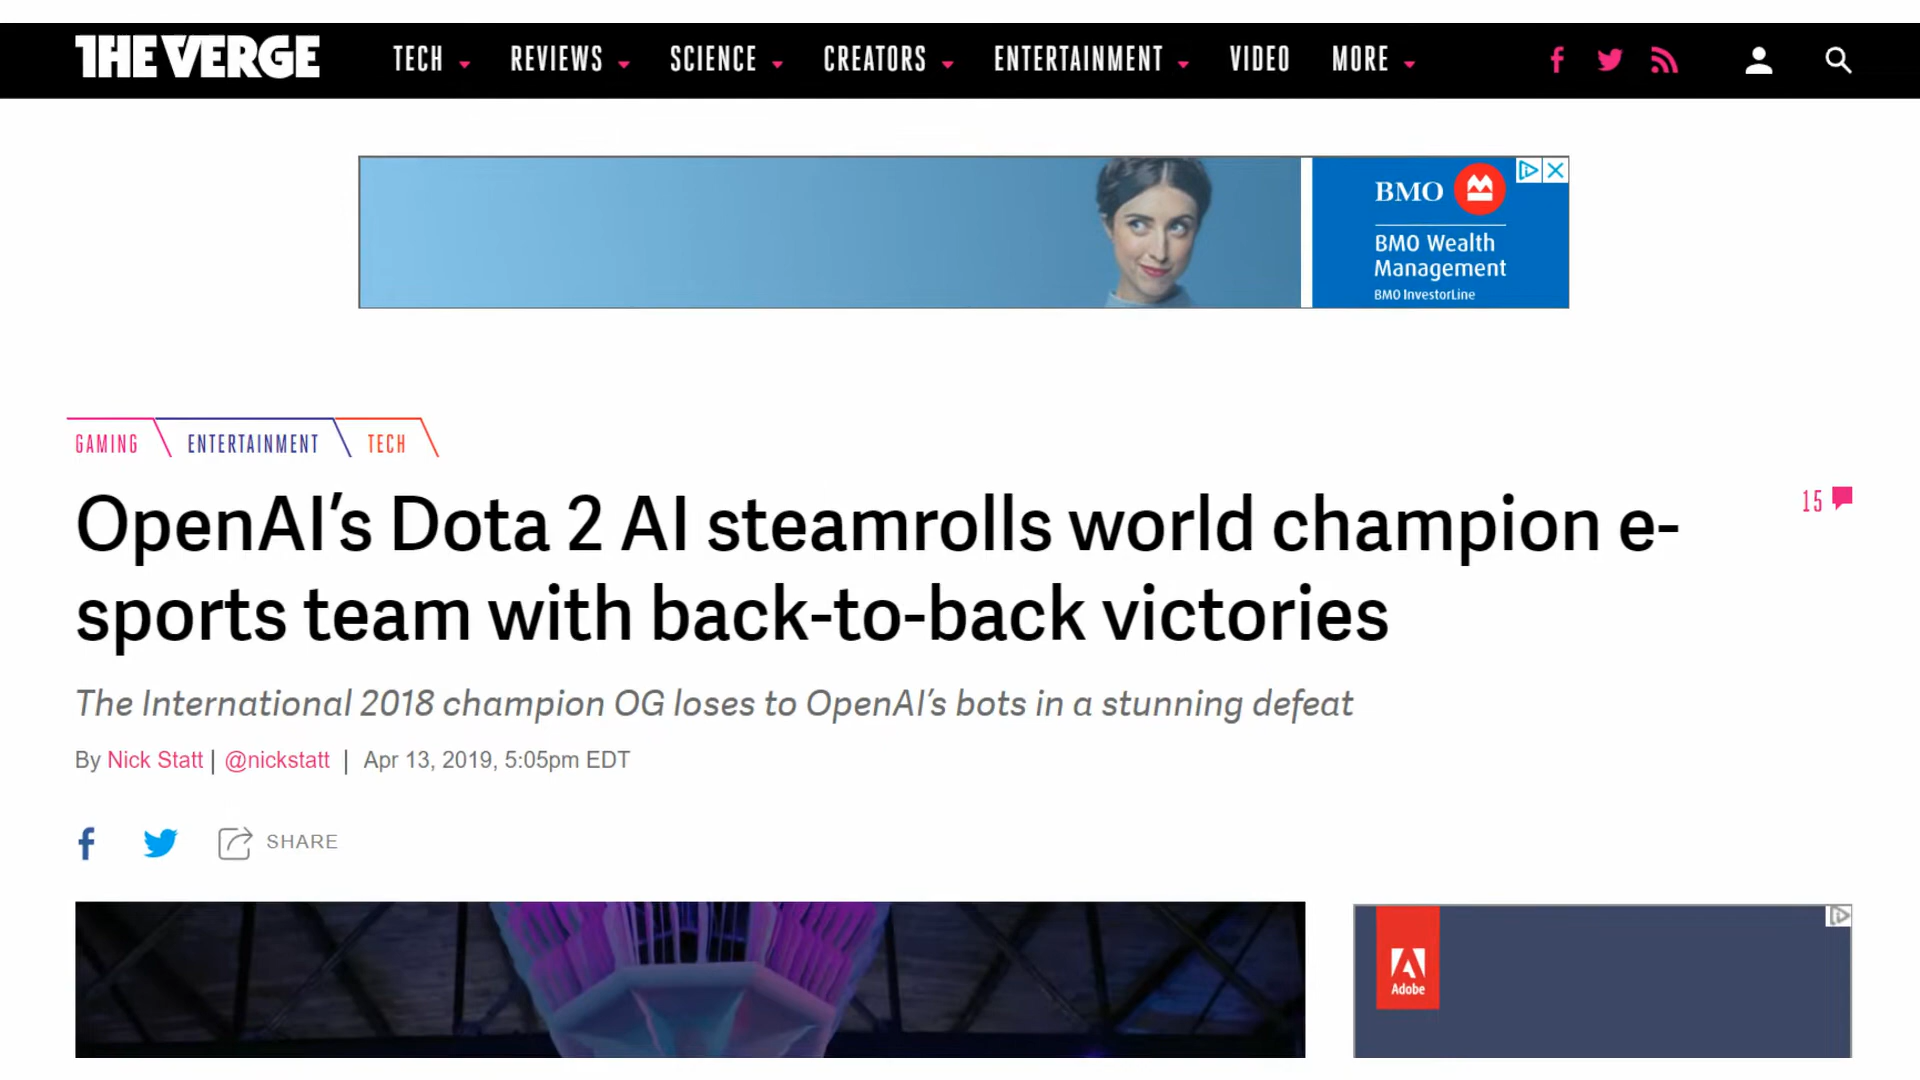 THE VERGE
TECH REVIEWS SCIENCE CREATORS ENTERTAINMENT VIDEO MORE
BMO
BMO Wealth
Management
BMO InvestorLine
GAMING ENTERTAINMENT TECH
OpenAI’s Dota 2 AI steamrolls world champion e-
sports team with back-to-back victories
15
The International 2018 champion OG loses to OpenAI’s bots in a stunning defeat
By Nick Statt | @nickstatt | Apr 13, 2019, 5:05pm EDT
SHARE
Adobe